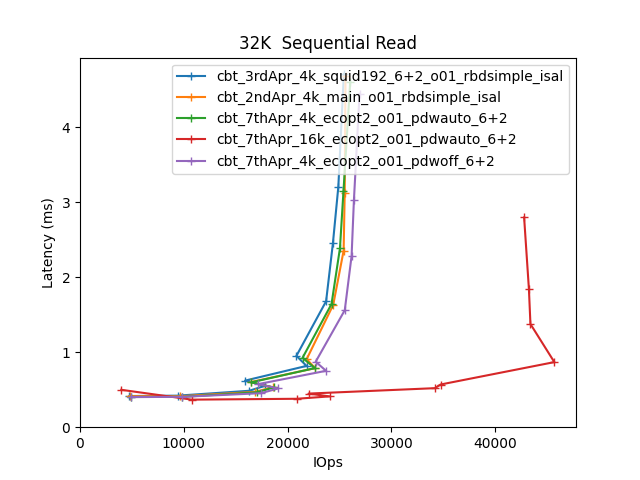 32K  Sequential Read
cbt_3rdApr_4k_squid192_6+2_o01_rbdsimple_isal
cbt_2ndApr_4k_main_o01_rbdsimple_isal
cbt_7thApr_4k_ecopt2_o01_pdwauto_6+2
cbt_7thApr_16k_ecopt2_o01_pdwauto_6+2
cbt_7thApr_4k_ecopt2_o01_pdwoff_6+2
Latency (ms)
4
3
2
1
0
0 10000 20000 30000 40000
IOps